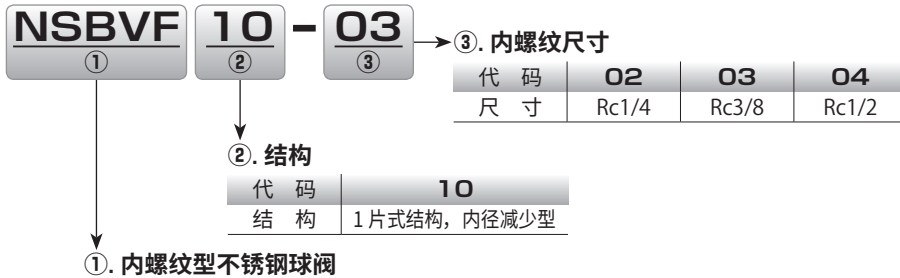 NSBVF 10 - 03
① ② ③
③. 内螺纹尺寸
代 码 02 03 04
尺 寸 Rc1/4 Rc3/8 Rc1/2
②. 结构
代 码 10
结 构 1 片式结构，内径减少型
①. 内螺纹型不锈钢球阀